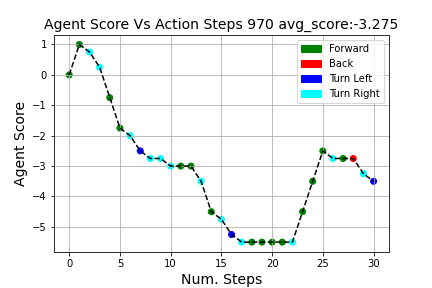 Agent Score Vs Action Steps 970 avg_score:-3.275
Forward
Back
Turn Left
Turn Right
1
0
−1
−2
−3
−4
−5
Agent Score
0 5 10 15 20 25 30
Num. Steps